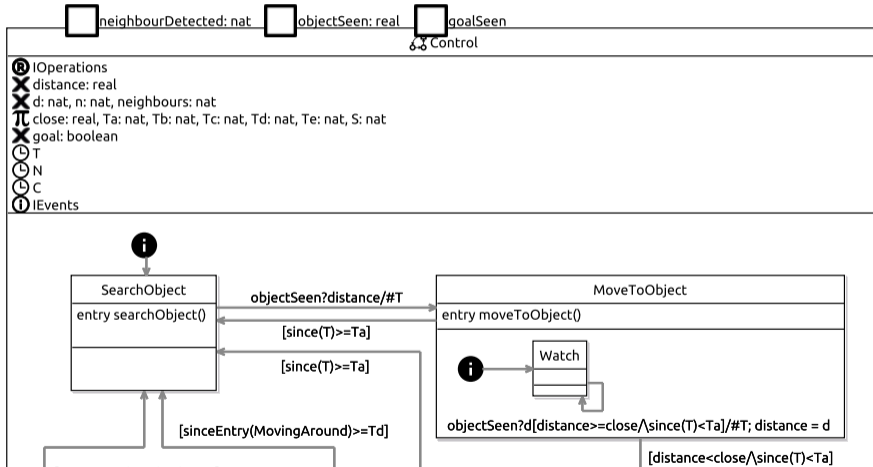 neighbourDetected: nat objectSeen: real goalSeen
Control
IOperations
distance: real
d: nat, n: nat, neighbours: nat
close: real, Ta: nat, Tb: nat, Tc: nat, Td: nat, Te: nat, S: nat
goal: boolean
T
N
C
IEvents
i
SearchObject
entry searchObject()
objectSeen?distance/#T
[since(T)>=Ta]
[since(T)>=Ta]
[sinceEntry(MovingAround)>=Td]
MoveToObject
entry moveToObject()
i
Watch
objectSeen?d[distance>=close/\since(T)<Ta]/#T; distance = d
[distance<close/\since(T)<Ta]